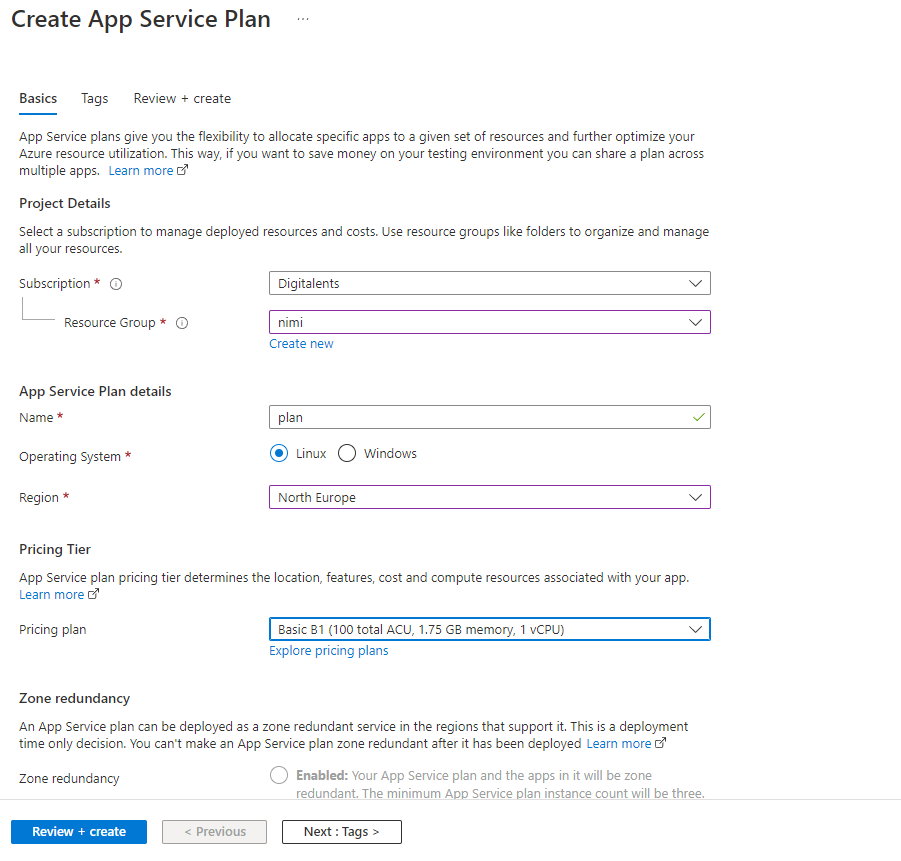 Create App Service Plan ...
Basics Tags Review + create
App Service plans give you the flexibility to allocate specific apps to a given set of resources and further optimize your
Azure resource utilization. This way, if you want to save money on your testing environment you can share a plan across
multiple apps. Learn more
Project Details
Select a subscription to manage deployed resources and costs. Use resource groups like folders to organize and manage
all your resources.
Subscription * Digitalents
Resource Group * nimi
Create new
App Service Plan details
Name * plan
Operating System * Linux Windows
Region * North Europe
Pricing Tier
App Service plan pricing tier determines the location, features, cost and compute resources associated with your app.
Learn more
Pricing plan Basic B1 (100 total ACU, 1.75 GB memory, 1 vCPU)
Explore pricing plans
Zone redundancy
An App Service plan can be deployed as a zone redundant service in the regions that support it. This is a deployment
time only decision. You can't make an App Service plan zone redundant after it has been deployed Learn more
Zone redundancy Enabled: Your App Service plan and the apps in it will be zone
redundant. The minimum App Service plan instance count will be three.
Review + create < Previous Next : Tags >